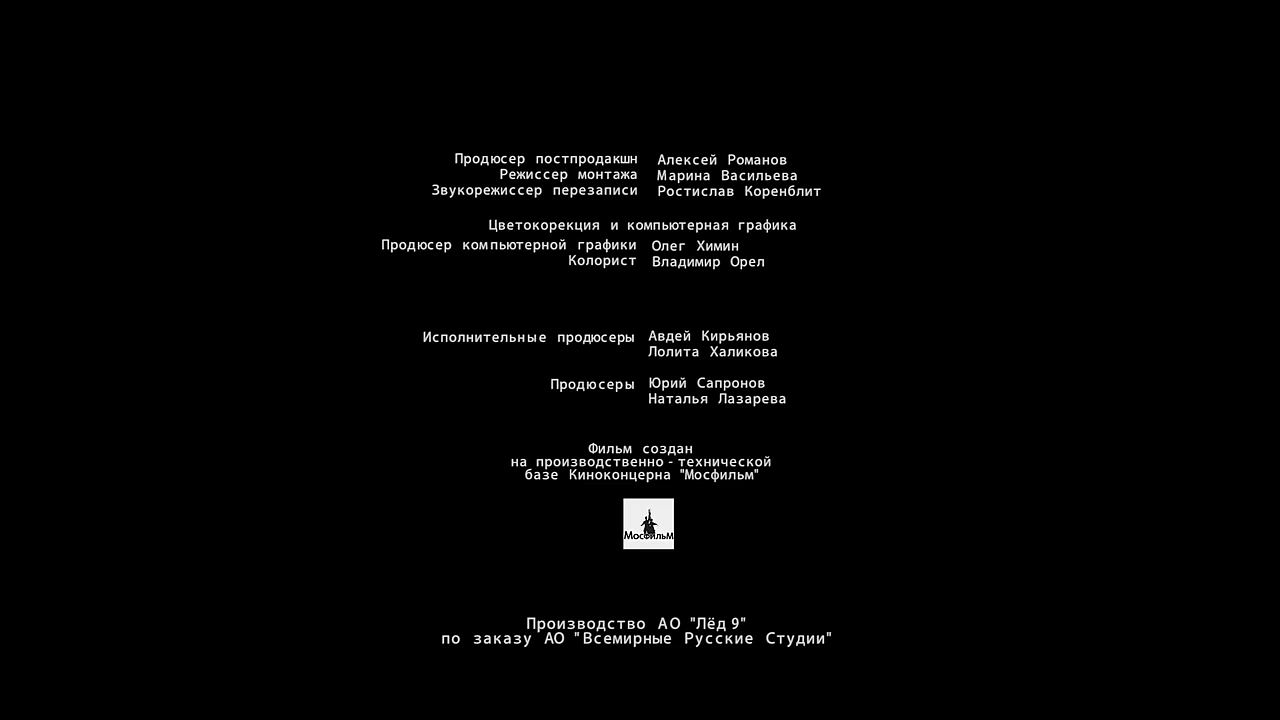 Продюсер постпродакшн Алексей Романов
Режиссер монтажа Марина Васильева
Звукорежиссер перезаписи Ростислав Коренблит
Цветокорекция и компьютерная графика
Продюсер компьютерной графики Олег Химин
Колорист Владимир Орел
Исполнительные продюсеры Авдей Кирьянов
Лолита Халикова
Продюсеры Юрий Сапронов
Наталья Лазарева
Фильм создан
на производственно-технической
базе Киноконцерна "Мосфильм"
Мосфильм
Производство АО "Лёд 9"
по заказу АО "Всемирные Русские Студии"